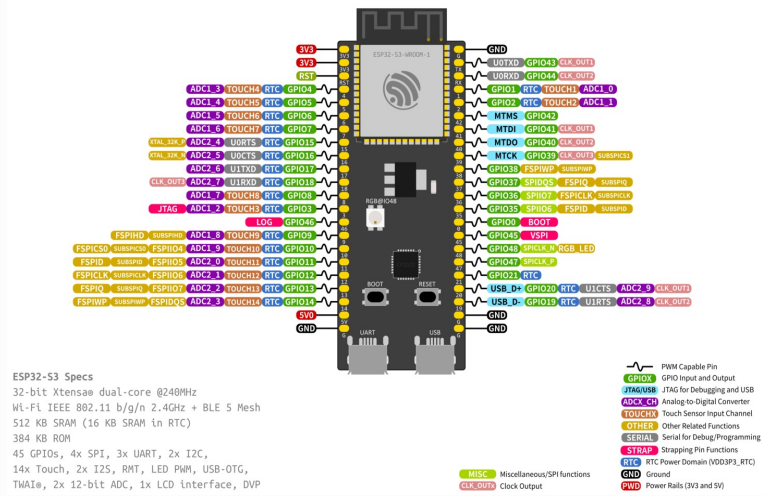 ESP32-S3-WROOM-1
3V3
3V3
RST
ADC1_3 TOUCH4 RTC GPIO4
ADC1_4 TOUCH5 RTC GPIO5
ADC1_5 TOUCH6 RTC GPIO6
ADC1_6 TOUCH7 RTC GPIO7
XTAL_32K_P ADC2_4 U0RTS RTC GPIO15
XTAL_32K_N ADC2_5 U0CTS RTC GPIO16
ADC2_6 U1TXD RTC GPIO17
CLK_OUT3 ADC2_7 U1RXD RTC GPIO18
ADC1_7 TOUCH8 RTC GPIO8
JTAG ADC1_2 TOUCH3 RTC GPIO3
LOG GPIO46
FSPIHD SUBSPIHD ADC1_8 TOUCH9 RTC GPIO9
FSPICS0 SUBSPICS0 FSPIIO4 ADC1_9 TOUCH10 RTC GPIO10
FSPID SUBSPID FSPIIO5 ADC2_0 TOUCH11 RTC GPIO11
FSPICLK SUBSPICLK FSPIIO6 ADC2_1 TOUCH12 RTC GPIO12
FSPIQ SUBSPIQ FSPIIO7 ADC2_2 TOUCH13 RTC GPIO13
FSPIWP SUBSPIWP FSPIDQS ADC2_3 TOUCH14 RTC GPIO14
5V0
GND
RGB@IO48
BOOT RESET
UART USB
GND
U0TXD GPIO43 CLK_OUT1
U0RXD GPIO44 CLK_OUT2
GPIO1 RTC TOUCH1 ADC1_0
GPIO2 RTC TOUCH2 ADC1_1
MTMS GPIO42
MTDI GPIO41 CLK_OUT1
MTDO GPIO40 CLK_OUT2
MTCK GPIO39 CLK_OUT3 SUBSPICS1
GPIO38 FSPIWP SUBSPIWP
GPIO37 SPIDQS FSPIQ SUBSPIQ
GPIO36 SPIIO7 FSPICLK SUBSPICLK
GPIO35 SPIIO6 FSPID SUBSPID
GPIO0 BOOT
GPIO45 VSPI
GPIO48 SPICLK_N RGB_LED
GPIO47 SPICLK_P
GPIO21 RTC
USB_D+ GPIO20 RTC U1CTS ADC2_9 CLK_OUT1
USB_D- GPIO19 RTC U1RTS ADC2_8 CLK_OUT2
GND
GND
ESP32-S3 Specs
32-bit Xtensa® dual-core @240MHz
Wi-Fi IEEE 802.11 b/g/n 2.4GHz + BLE 5 Mesh
512 KB SRAM (16 KB SRAM in RTC)
384 KB ROM
45 GPIOs, 4x SPI, 3x UART, 2x I2C,
14x Touch, 2x I2S, RMT, LED PWM, USB-OTG,
TWAI®, 2x 12-bit ADC, 1x LCD interface, DVP
MISC Miscellaneous/SPI functions
CLK_OUTx Clock Output
PWM Capable Pin
GPIOX GPIO Input and Output
JTAG/USB JTAG for Debugging and USB
ADCX_CH Analog-to-Digital Converter
TOUCHX Touch Sensor Input Channel
OTHER Other Related Functions
SERIAL Serial for Debug/Programming
STRAP Strapping Pin Functions
RTC RTC Power Domain (VDD3P3_RTC)
GND Ground
PWD Power Rails (3V3 and 5V)